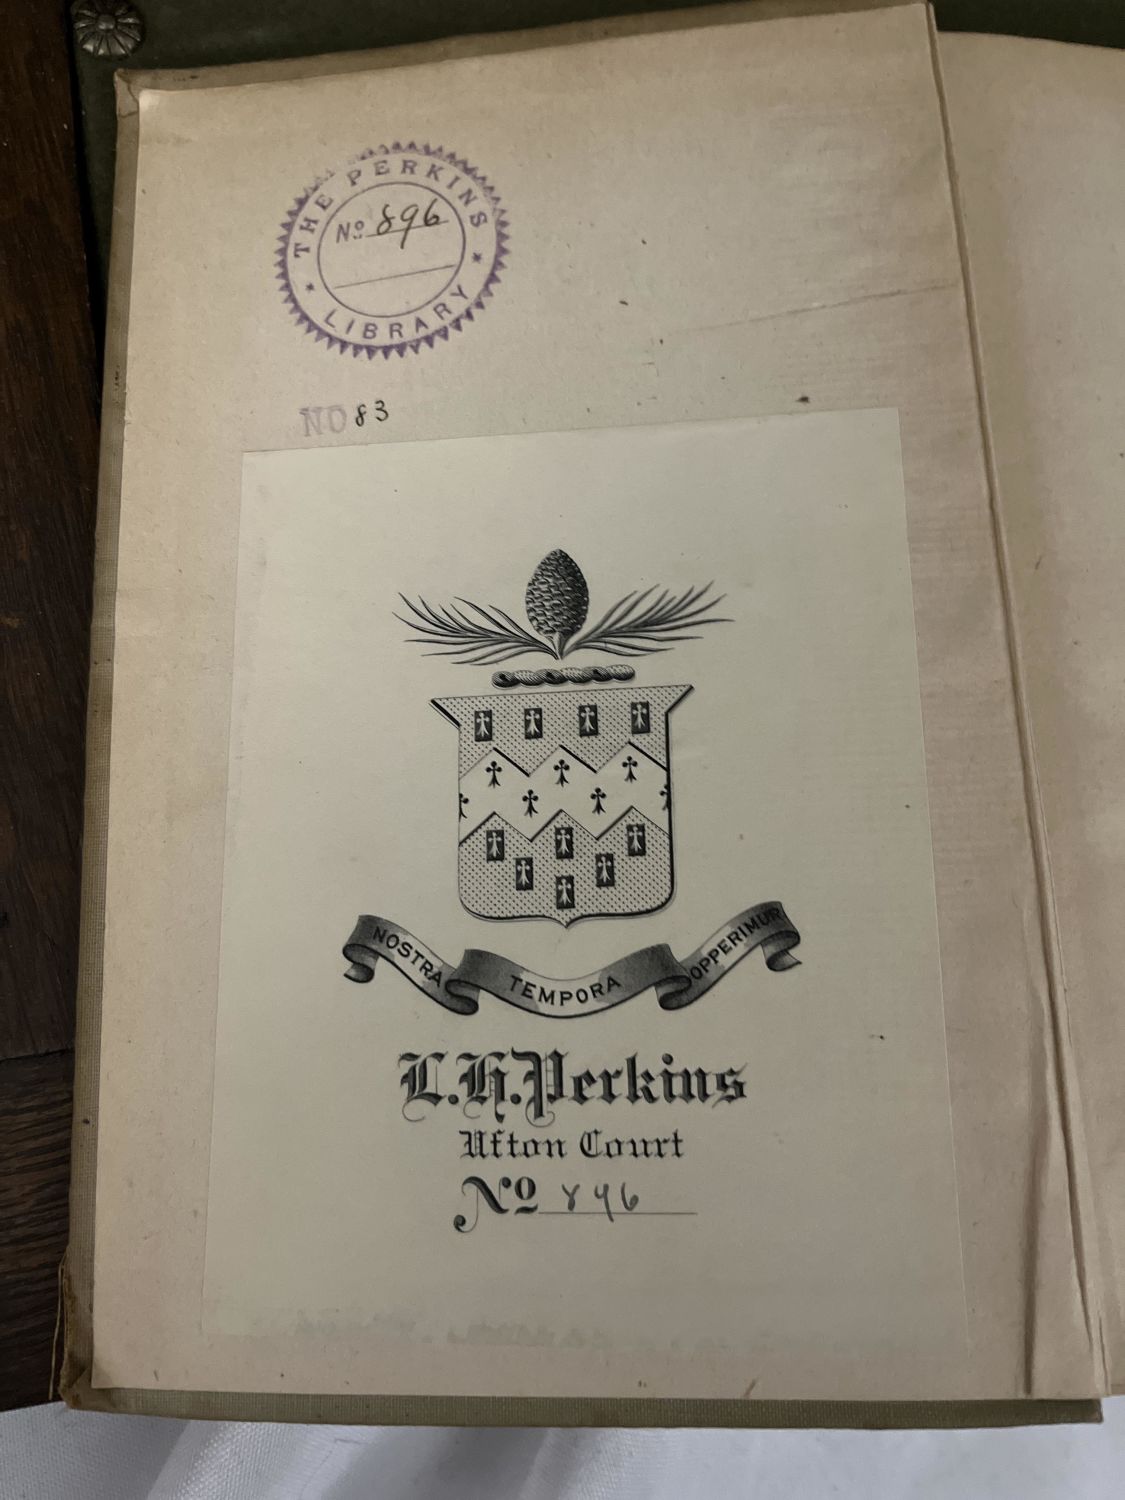 THE PERKINS
Nº 896
LIBRARY
NO 83
NOSTRA TEMPORA OPPERIMUR
L.H.Perkins
Ufton Court
Nº 896